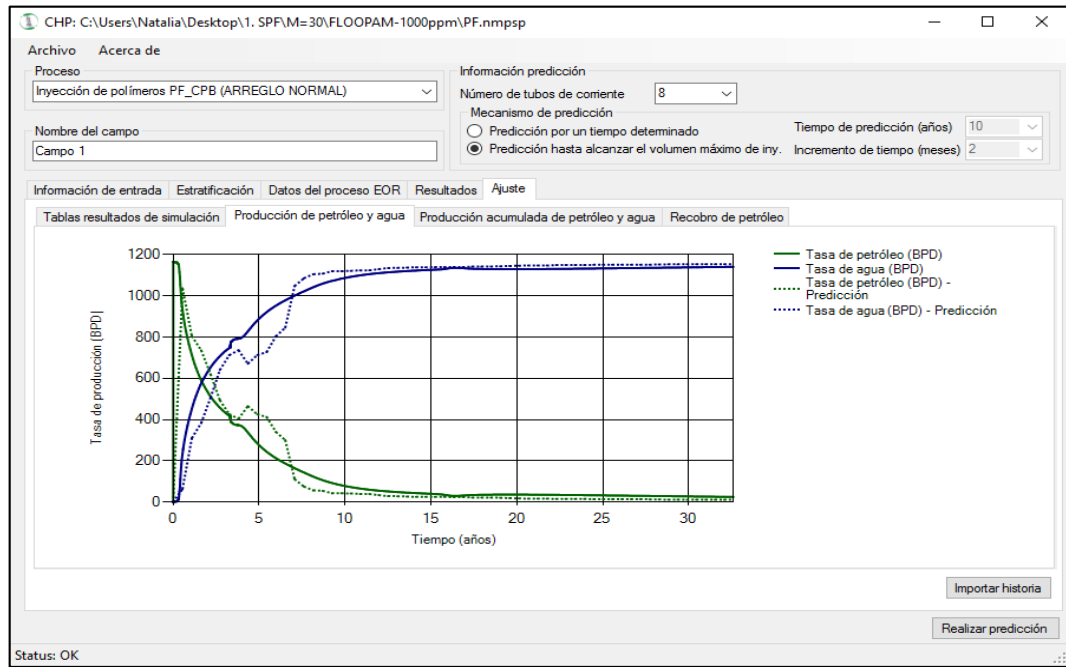 CHP: C:\Users\Natalia\Desktop\1. SPF\M=30\FLOOPAM-1000ppm\PF.nmpsp
Archivo Acerca de
Proceso
Inyección de polímeros PF_CPB (ARREGLO NORMAL)
Nombre del campo
Campo 1
Información predicción
Número de tubos de corriente 8
Mecanismo de predicción
Predicción por un tiempo determinado
Predicción hasta alcanzar el volumen máximo de iny.
Tiempo de predicción (años) 10
Incremento de tiempo (meses) 2
Información de entrada Estratificación Datos del proceso EOR Resultados Ajuste
Tablas resultados de simulación Producción de petróleo y agua Producción acumulada de petróleo y agua Recobro de petróleo
Tasa de producción [BPD]
1200
1000
800
600
400
200
0
0 5 10 15 20 25 30
Tiempo (años)
Tasa de petróleo (BPD)
Tasa de agua (BPD)
Tasa de petróleo (BPD) -
Predicción
Tasa de agua (BPD) - Predicción
Importar historia
Realizar predicción
Status: OK